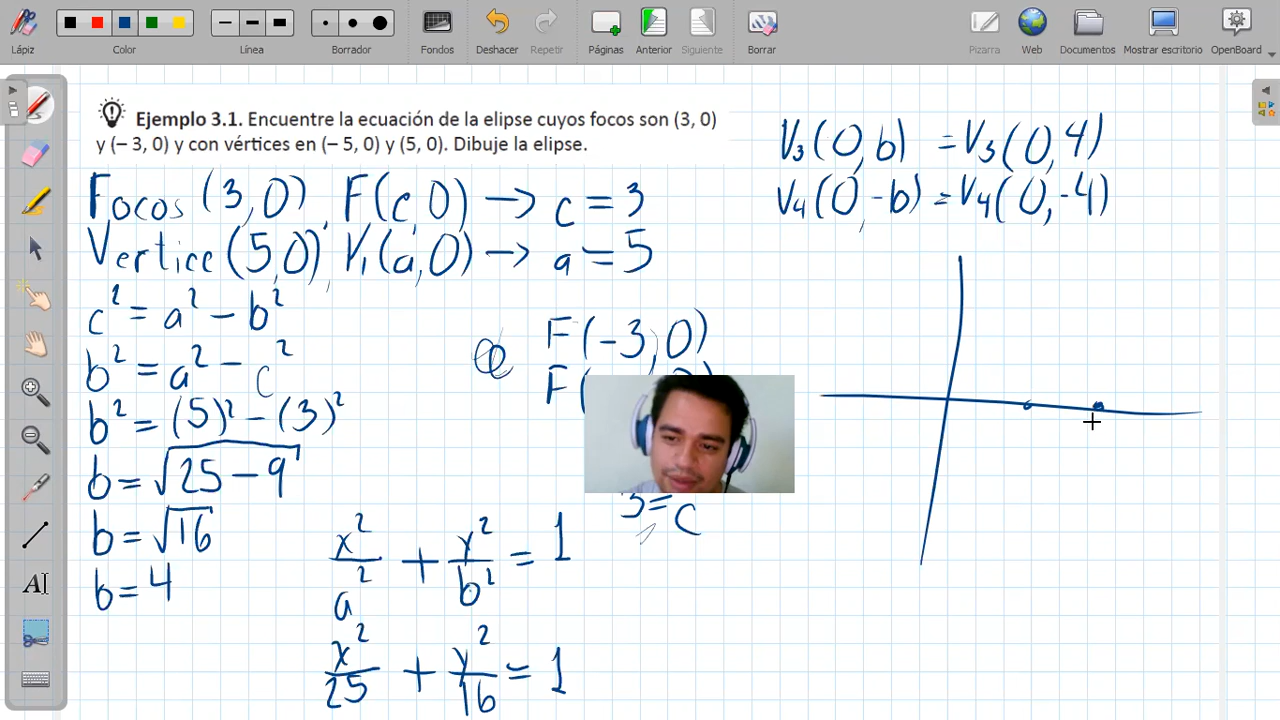 Lápiz Color Línea Borrador Fondos Deshacer Repetir Páginas Anterior Siguiente Borrar Pizarra Web Documentos Mostrar escritorio OpenBoard
Ejemplo 3.1. Encuentre la ecuación de la elipse cuyos focos son (3, 0)
y (− 3, 0) y con vértices en (− 5, 0) y (5, 0). Dibuje la elipse.
Focos (3,0), F(c,0) → c = 3
Vertice (5,0), V₁(a,0) → a = 5
c² = a² − b²
b² = a² − c²
b² = (5)² − (3)²
b = √25 − 9
b = √16
b = 4
F(−3,0)
F(
3 = c
x²/a² + y²/b² = 1
x²/25 + y²/16 = 1
V₃(0,b) = V₃(0,4)
V₄(0,−b) = V₄(0,−4)
AI